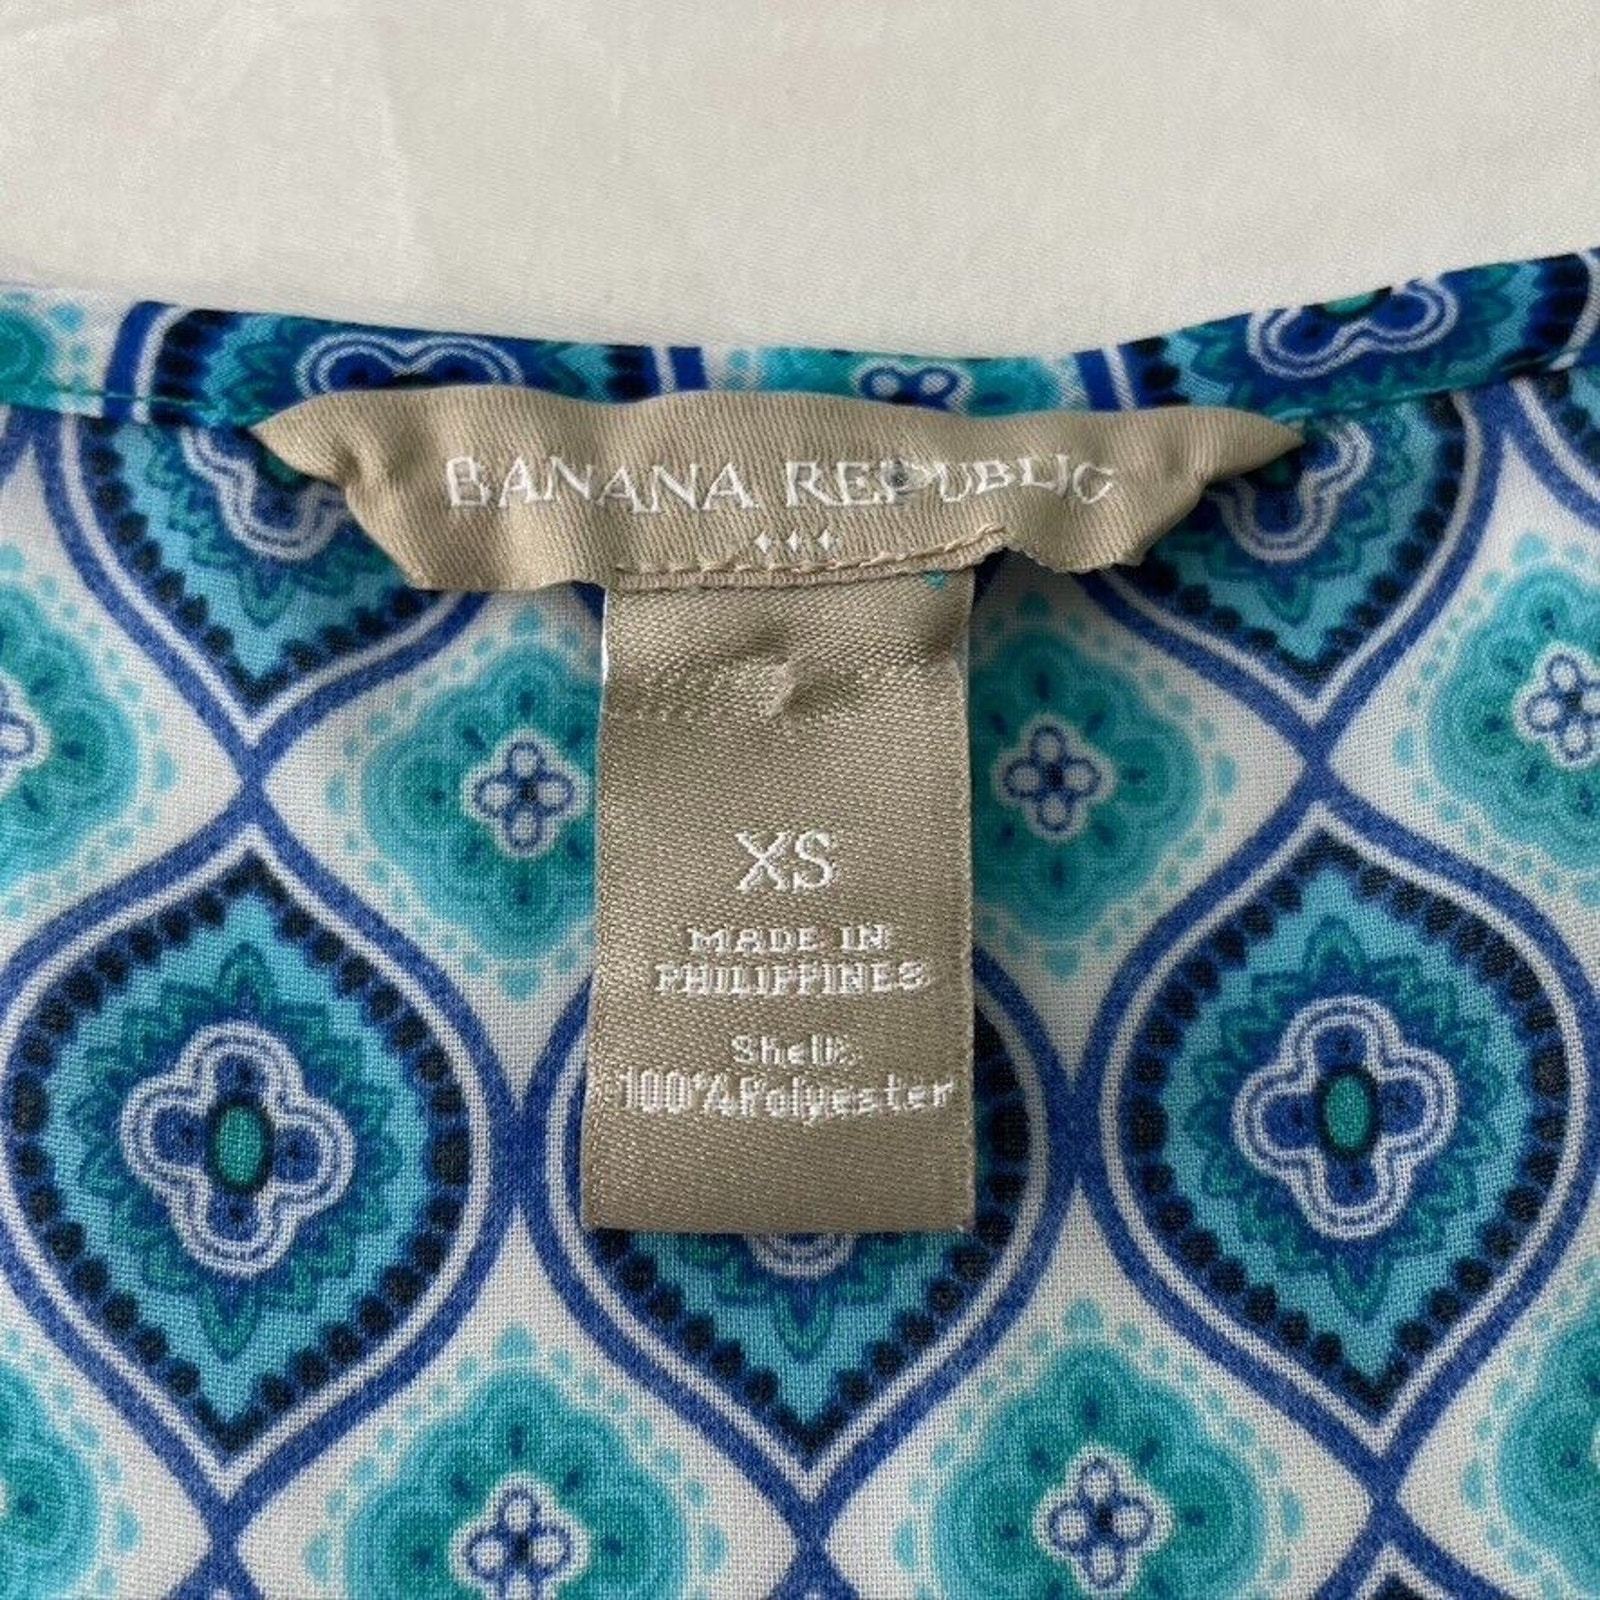 BANANA REPUBLIC
XS
MADE IN
PHILIPPINES
Shell:
100% Polyester